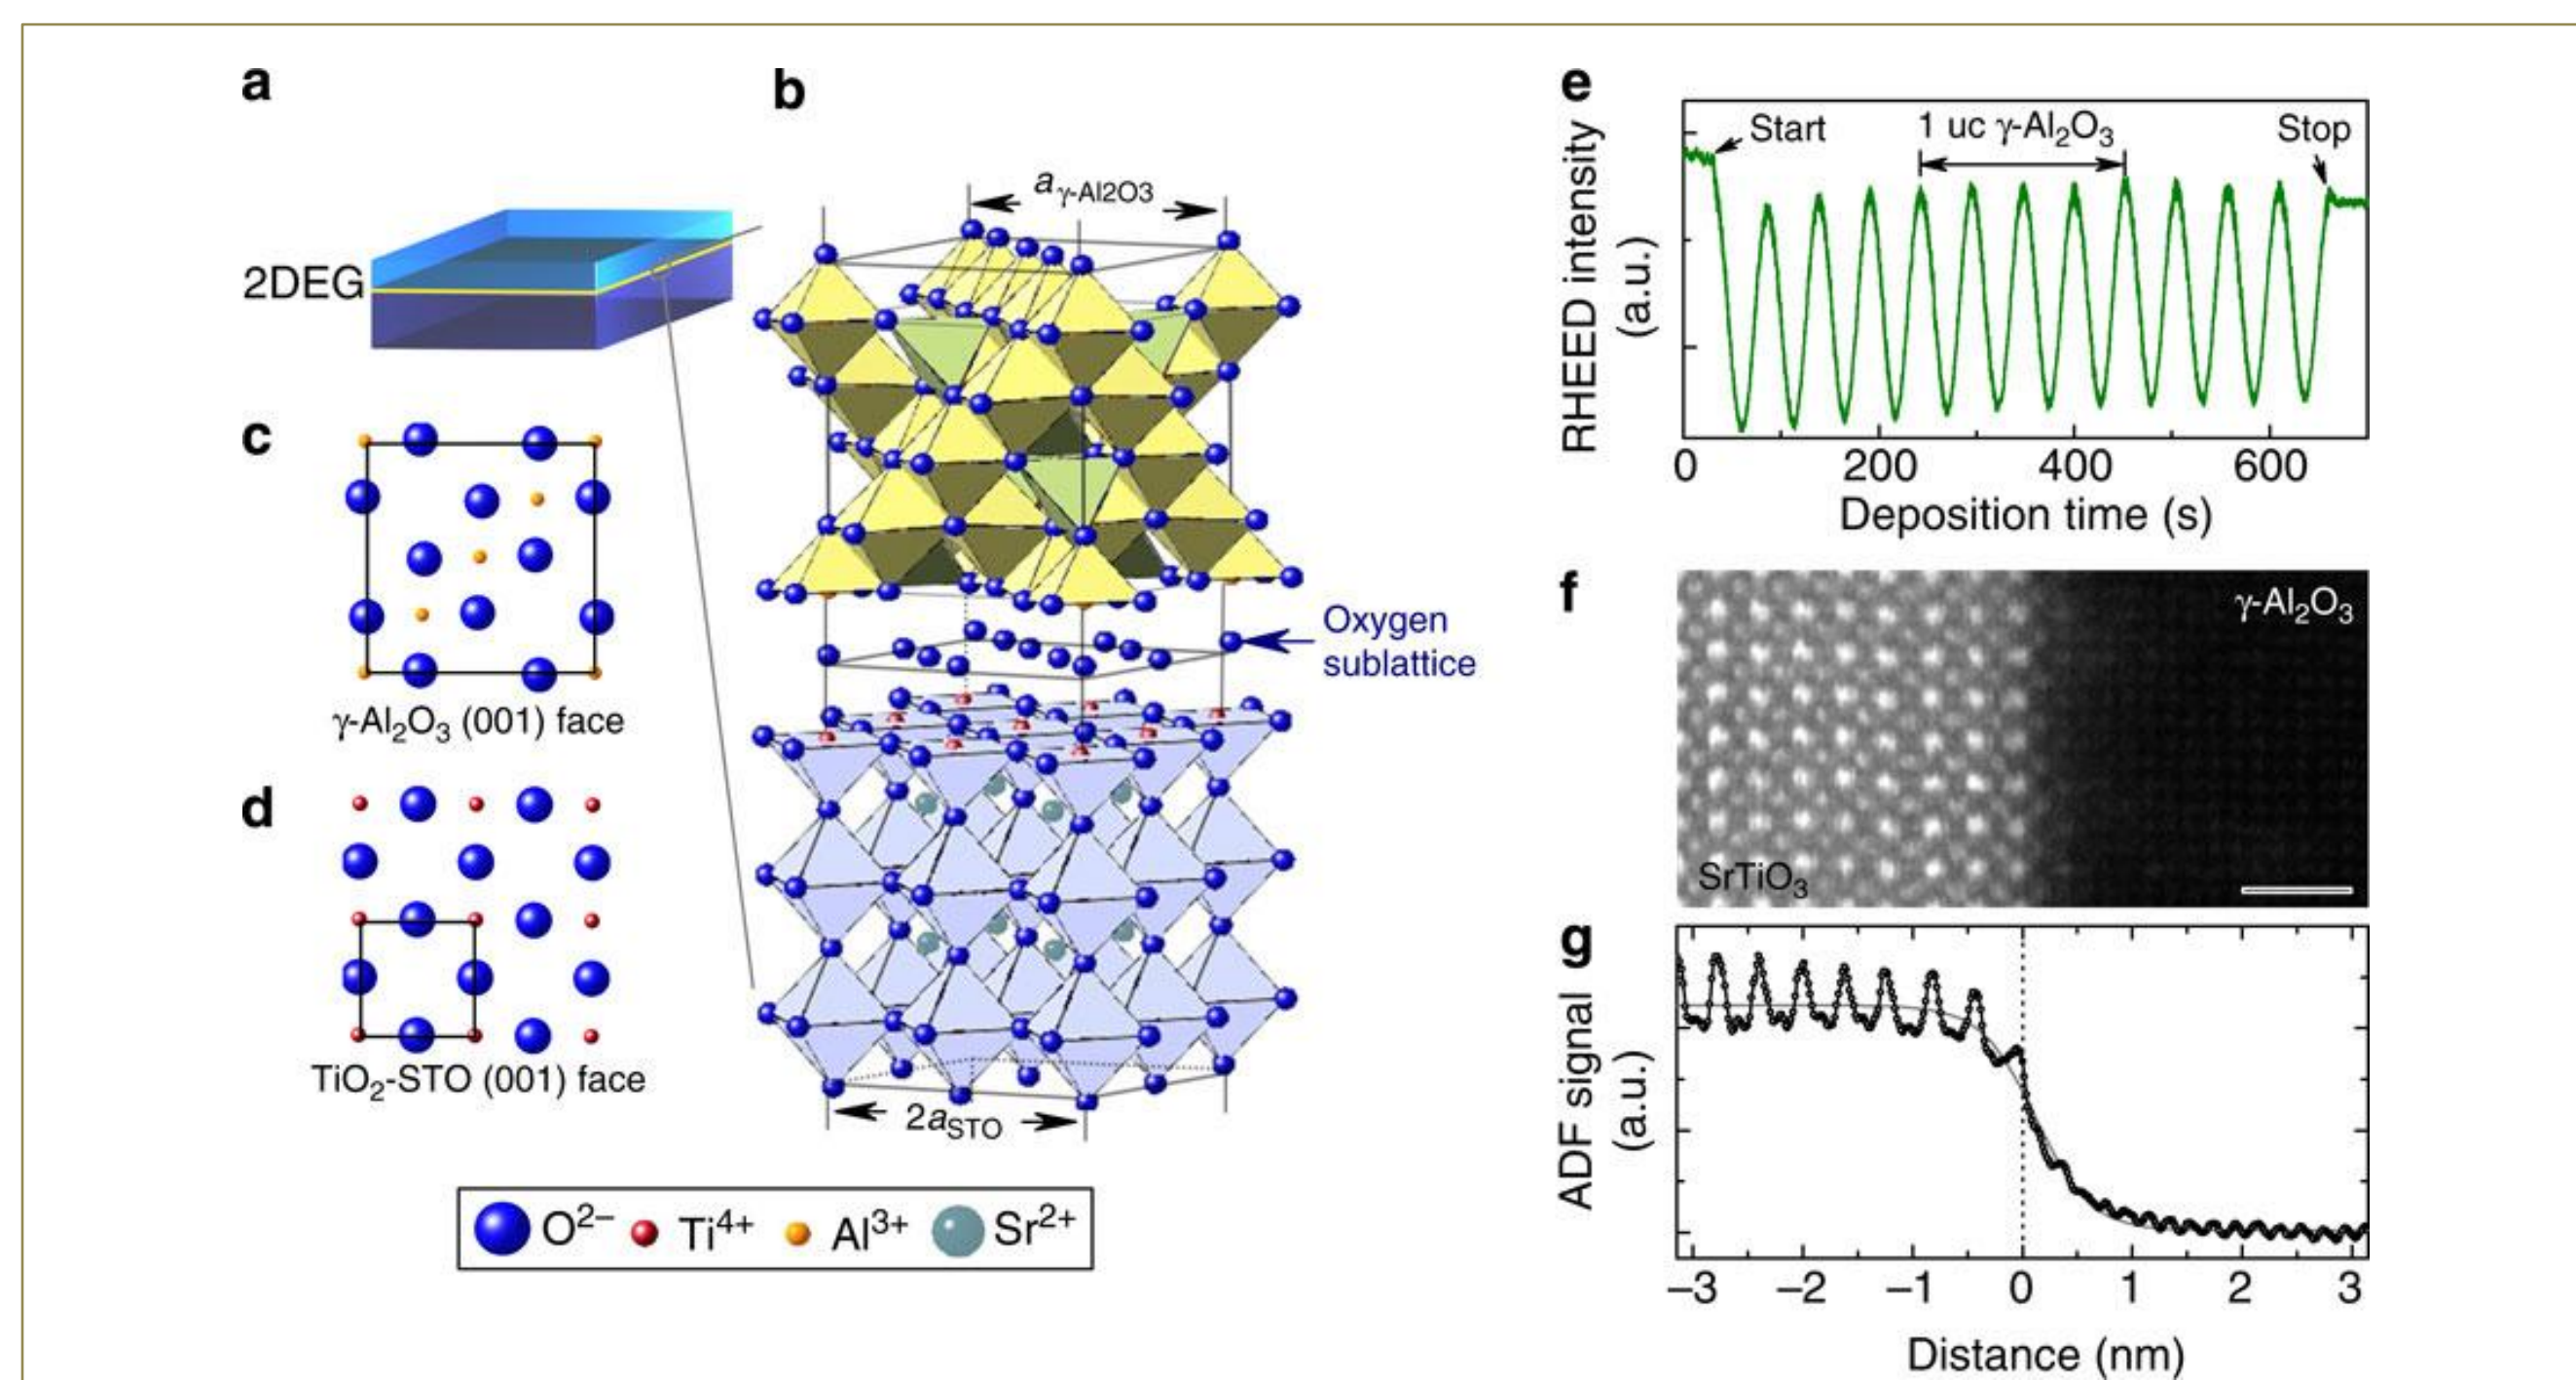 a
2DEG
b
a γ-Al2O3
Oxygen
sublattice
2aSTO
c
γ-Al₂O₃ (001) face
d
TiO₂-STO (001) face
O²⁻ Ti⁴⁺ Al³⁺ Sr²⁺
e
RHEED intensity
(a.u.)
Start
1 uc γ-Al₂O₃
Stop
0 200 400 600
Deposition time (s)
f
γ-Al₂O₃
SrTiO₃
g
ADF signal
(a.u.)
–3 –2 –1 0 1 2 3
Distance (nm)